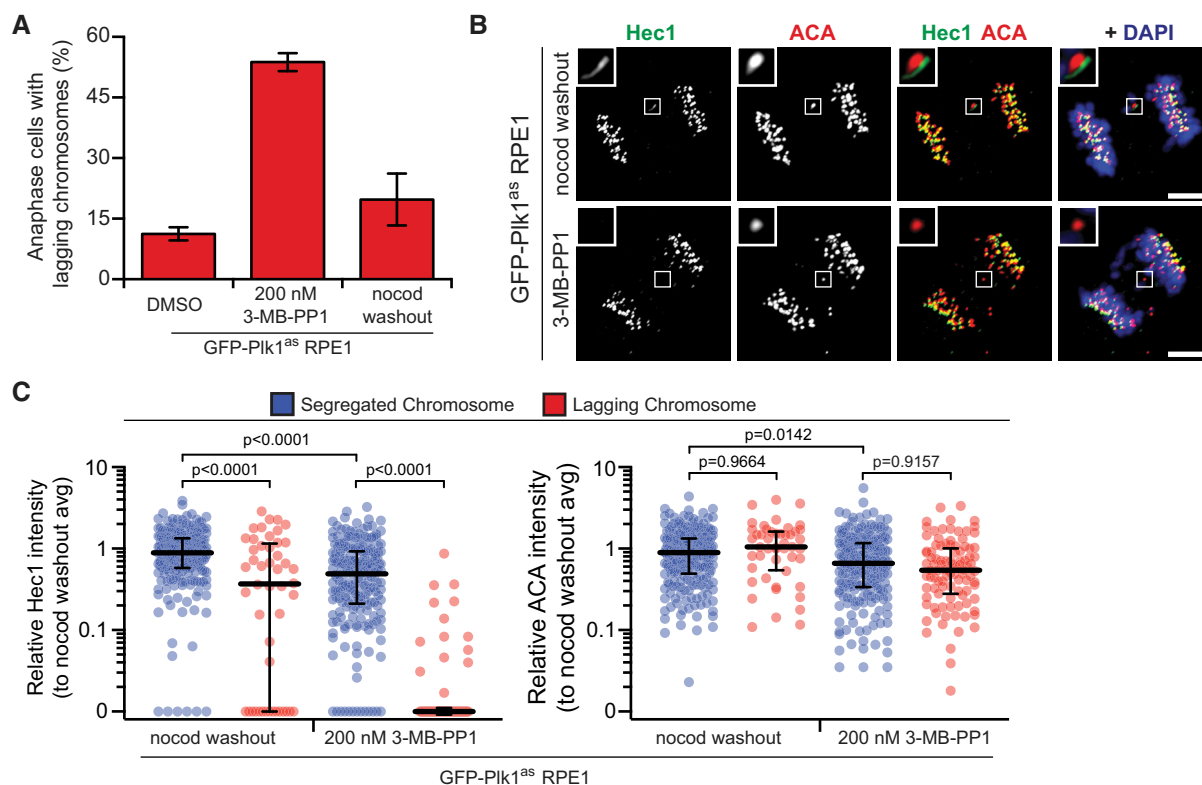 A
Anaphase cells with
lagging chromosomes (%)
60
45
30
15
0
DMSO
200 nM
3-MB-PP1
nocod
washout
GFP-Plk1as RPE1
B
Hec1
ACA
Hec1 ACA
+ DAPI
GFP-Plk1as RPE1
nocod washout
3-MB-PP1
C
Segregated Chromosome
Lagging Chromosome
Relative Hec1 intensity
(to nocod washout avg)
10
1
0.1
0
p<0.0001
p<0.0001
p<0.0001
nocod washout
200 nM 3-MB-PP1
Relative ACA intensity
(to nocod washout avg)
10
1
0.1
0
p=0.0142
p=0.9664
p=0.9157
nocod washout
200 nM 3-MB-PP1
GFP-Plk1as RPE1